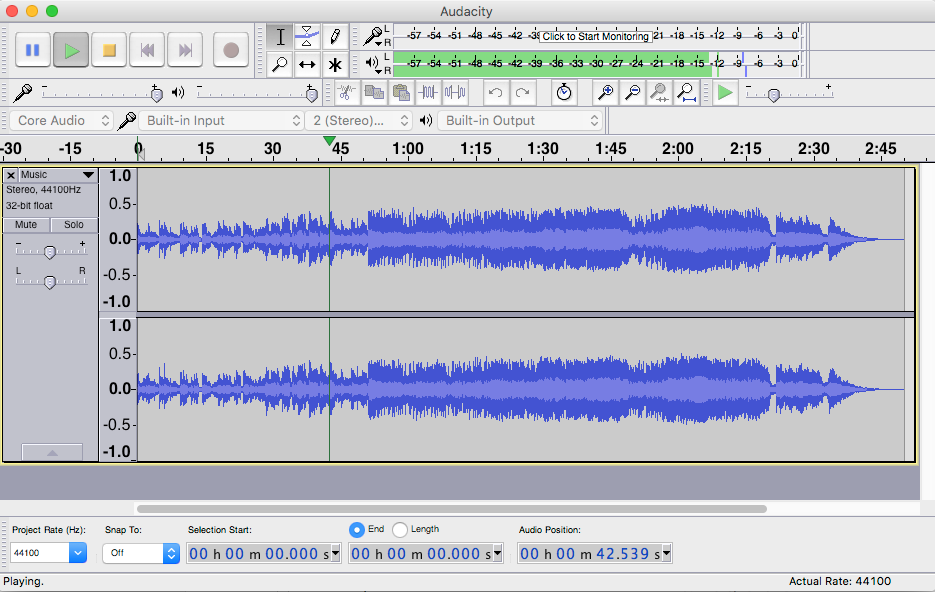 Audacity
L
R
-57 -54 -51 -48 -45 -42 -39 Click to Start Monitoring 21 -18 -15 -12 -9 -6 -3 0
L
R
-57 -54 -51 -48 -45 -42 -39 -36 -33 -30 -27 -24 -21 -18 -15 -12 -9 -6 -3 0
- + - + - +
Core Audio Built-in Input 2 (Stereo)... Built-in Output
-30 -15 0 15 30 45 1:00 1:15 1:30 1:45 2:00 2:15 2:30 2:45
Music
Stereo, 44100Hz
32-bit float
Mute Solo
- +
L R
1.0
0.5
0.0
-0.5
-1.0
1.0
0.5
0.0
-0.5
-1.0
Project Rate (Hz): Snap To: Selection Start: End Length Audio Position:
44100 Off 00 h 00 m 00.000 s 00 h 00 m 00.000 s 00 h 00 m 42.539 s
Playing. Actual Rate: 44100